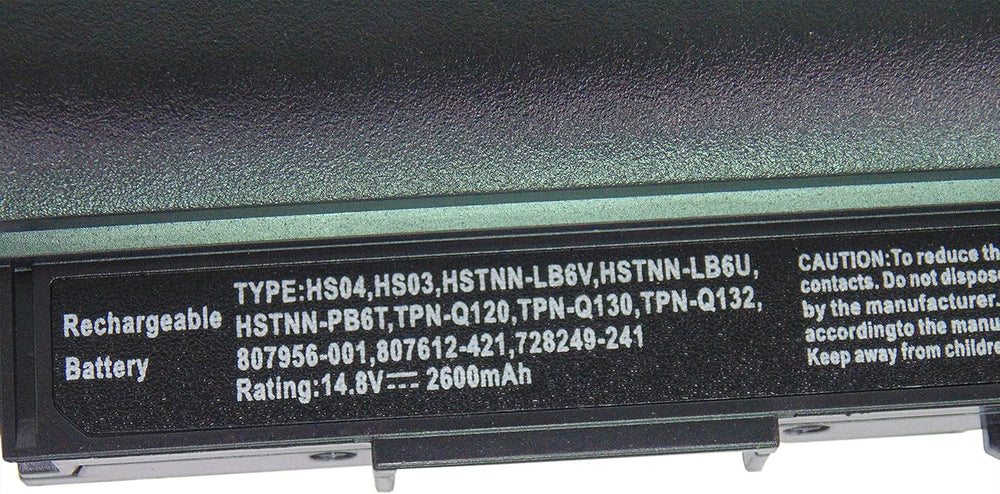 Rechargeable
Battery
TYPE:HS04,HS03,HSTNN-LB6V,HSTNN-LB6U,
HSTNN-PB6T,TPN-Q120,TPN-Q130,TPN-Q132,
807956-001,807612-421,728249-241
Rating:14.8V⎓2600mAh
CAUTION:To reduce the
contacts. Do not
by the manufacturer.
accordingto the
Keep away from